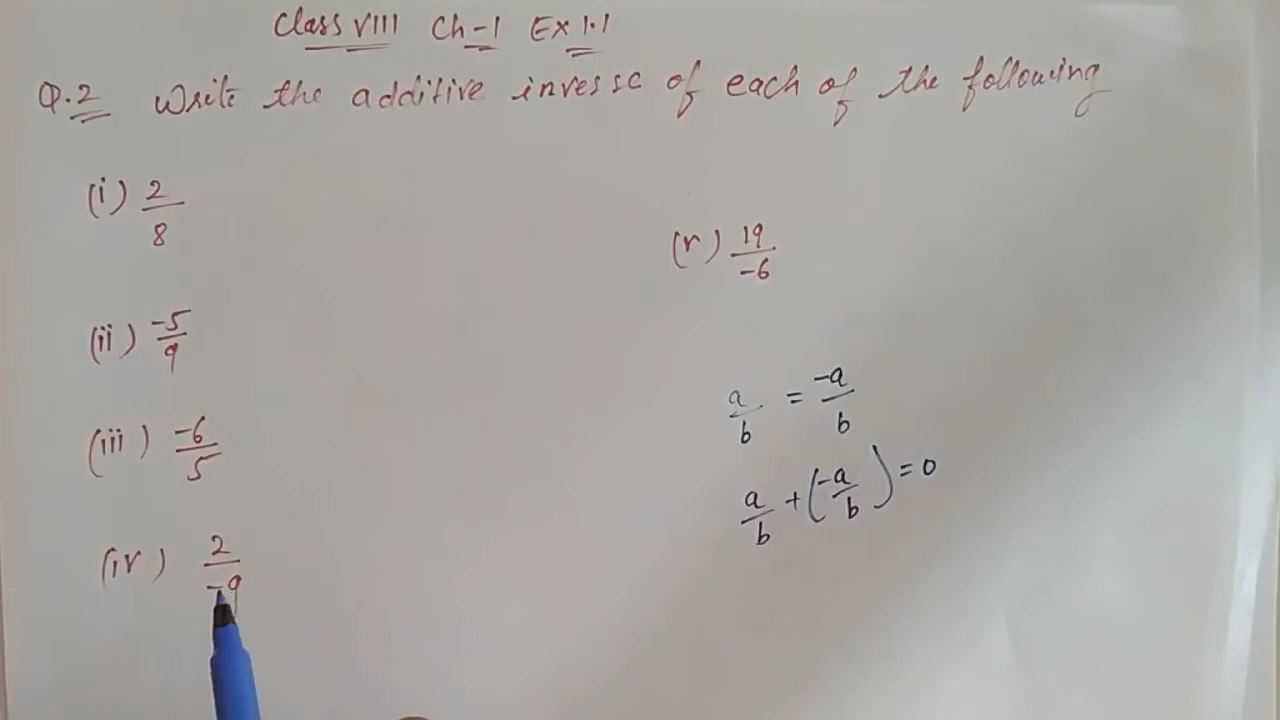 Class VIII Ch-1 Ex 1.1
Q.2 Write the additive inverse of each of the following
(i) 2/8
(ii) -5/9
(iii) -6/5
(iv) 2/-9
(v) 19/-6
a/b = -a/b
a/b + (-a/b) = 0